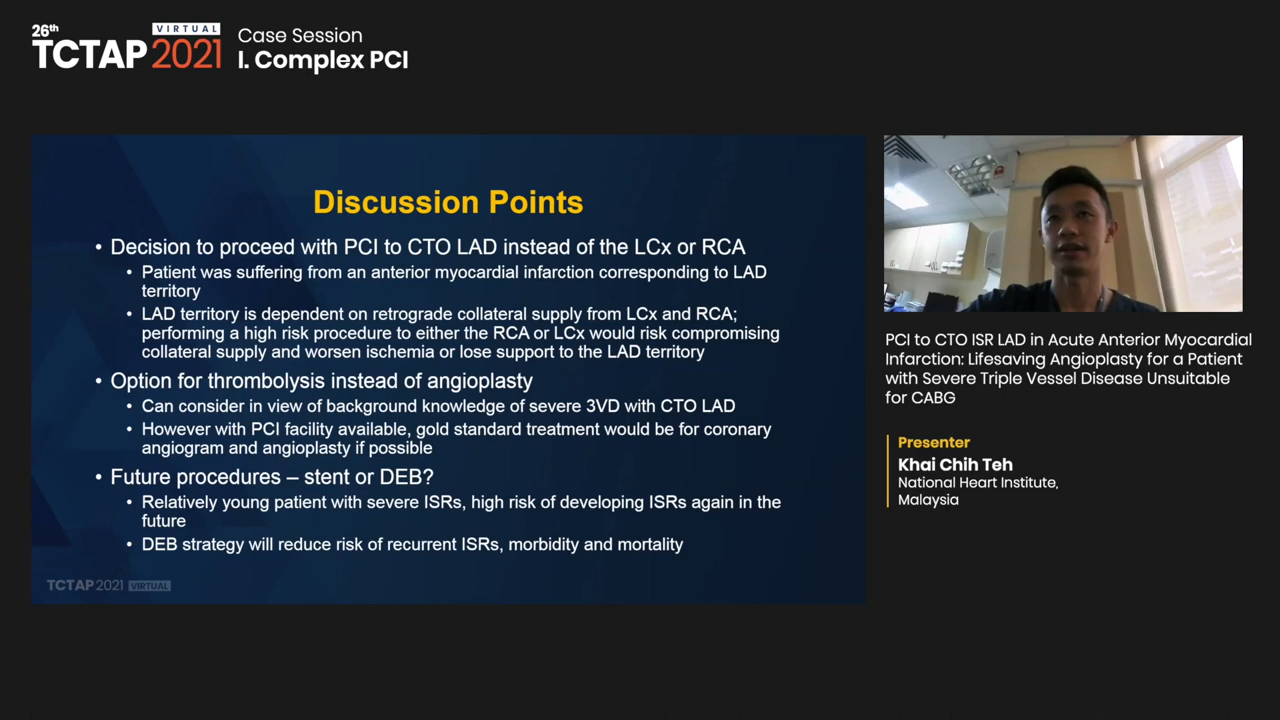 26th
VIRTUAL
TCTAP 2021
Case Session
I. Complex PCI
Discussion Points
• Decision to proceed with PCI to CTO LAD instead of the LCx or RCA
• Patient was suffering from an anterior myocardial infarction corresponding to LAD
territory
• LAD territory is dependent on retrograde collateral supply from LCx and RCA;
performing a high risk procedure to either the RCA or LCx would risk compromising
collateral supply and worsen ischemia or lose support to the LAD territory
• Option for thrombolysis instead of angioplasty
• Can consider in view of background knowledge of severe 3VD with CTO LAD
• However with PCI facility available, gold standard treatment would be for coronary
angiogram and angioplasty if possible
• Future procedures – stent or DEB?
• Relatively young patient with severe ISRs, high risk of developing ISRs again in the
future
• DEB strategy will reduce risk of recurrent ISRs, morbidity and mortality
TCTAP 2021 VIRTUAL
PCI to CTO ISR LAD in Acute Anterior Myocardial
Infarction: Lifesaving Angioplasty for a Patient
with Severe Triple Vessel Disease Unsuitable
for CABG
Presenter
Khai Chih Teh
National Heart Institute,
Malaysia